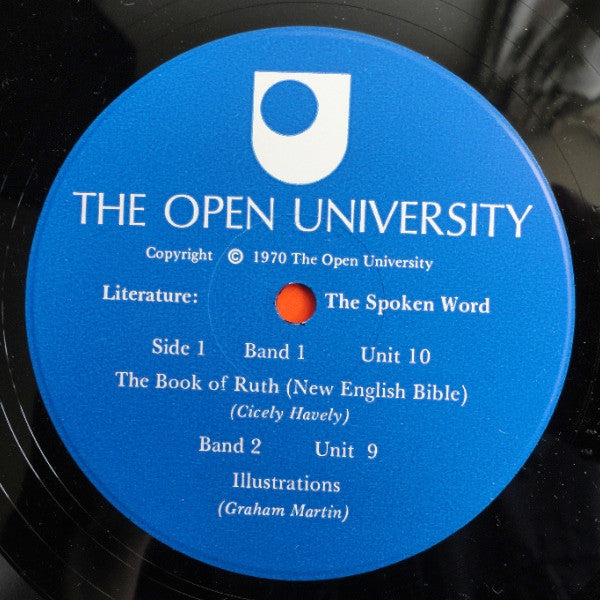 THE OPEN UNIVERSITY
Copyright © 1970 The Open University
Literature: The Spoken Word
Side 1 Band 1 Unit 10
The Book of Ruth (New English Bible)
(Cicely Havely)
Band 2 Unit 9
Illustrations
(Graham Martin)